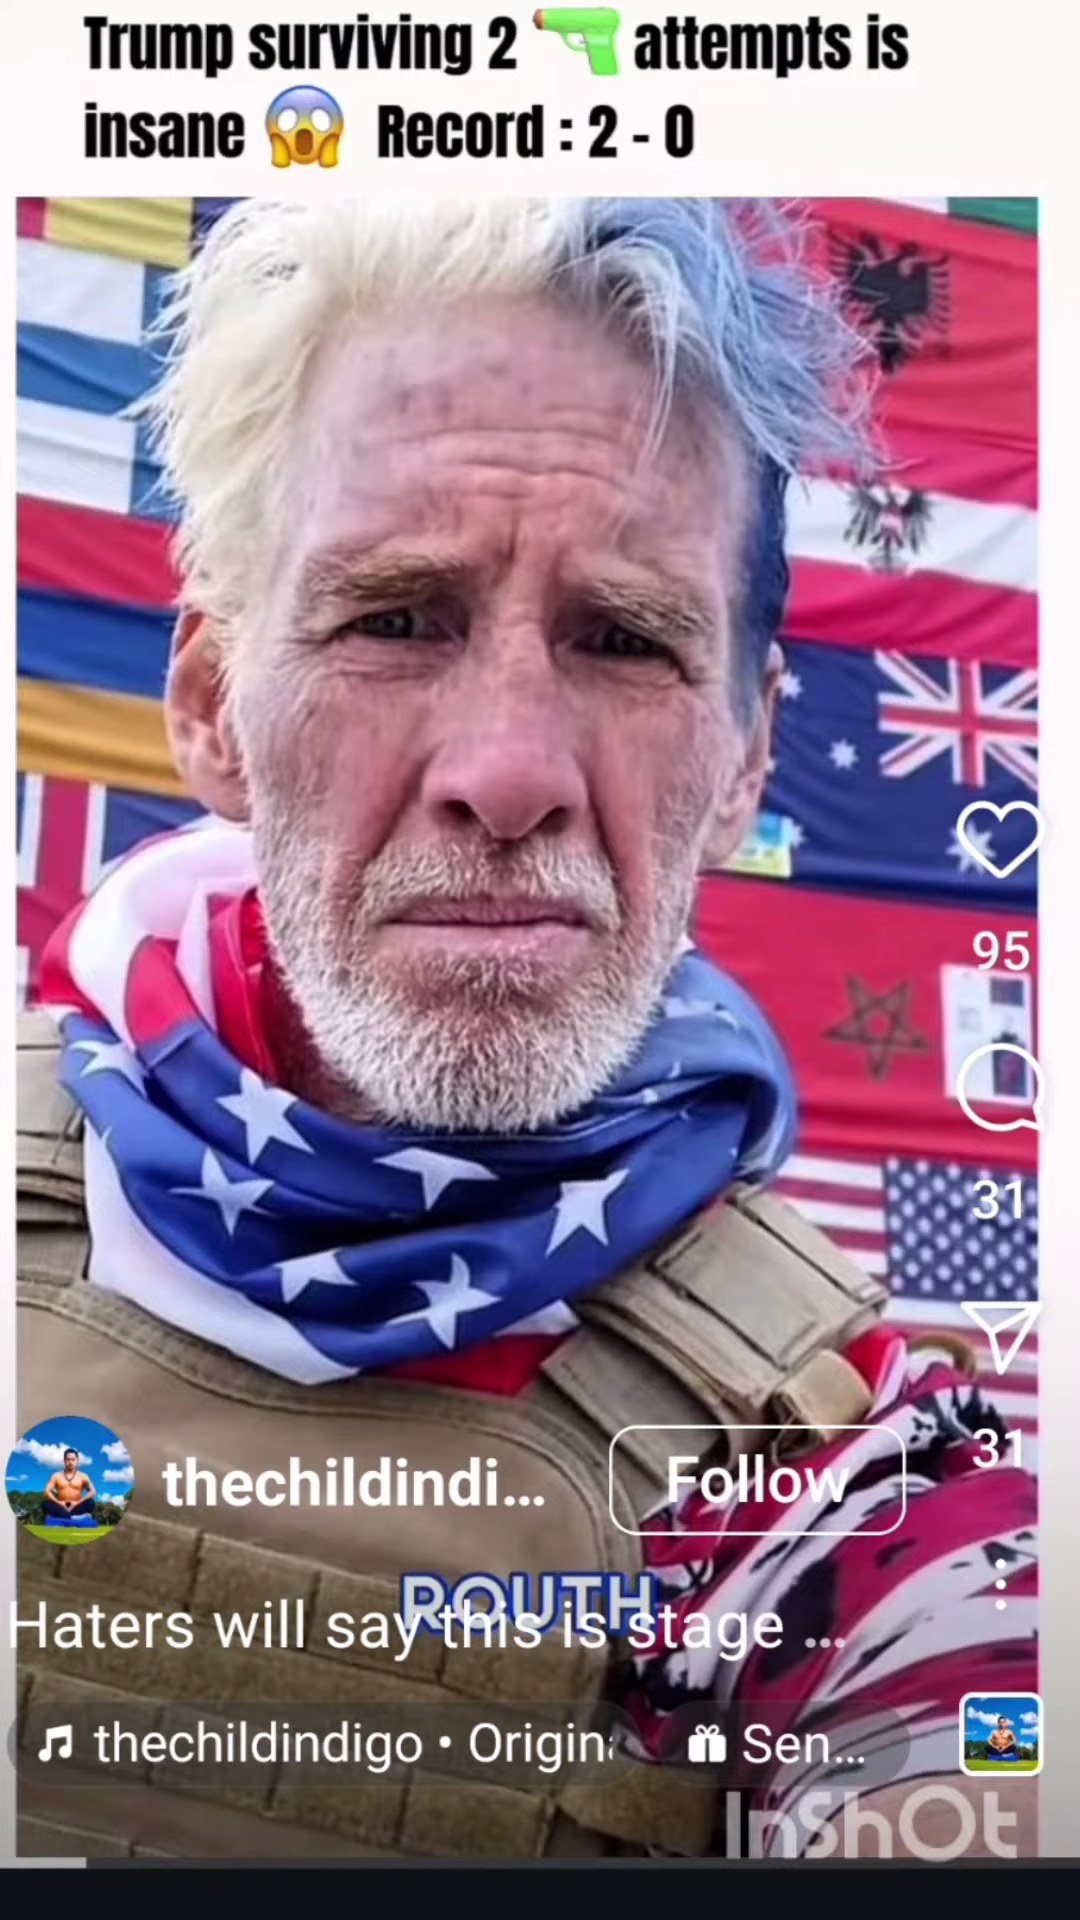 Trump surviving 2 🔫 attempts is
insane 😱 Record : 2 - 0
95
31
31
thechildindi...
Follow
ROUTH
Haters will say this is stage ...
thechildindigo • Origin
Sen...
InShOt